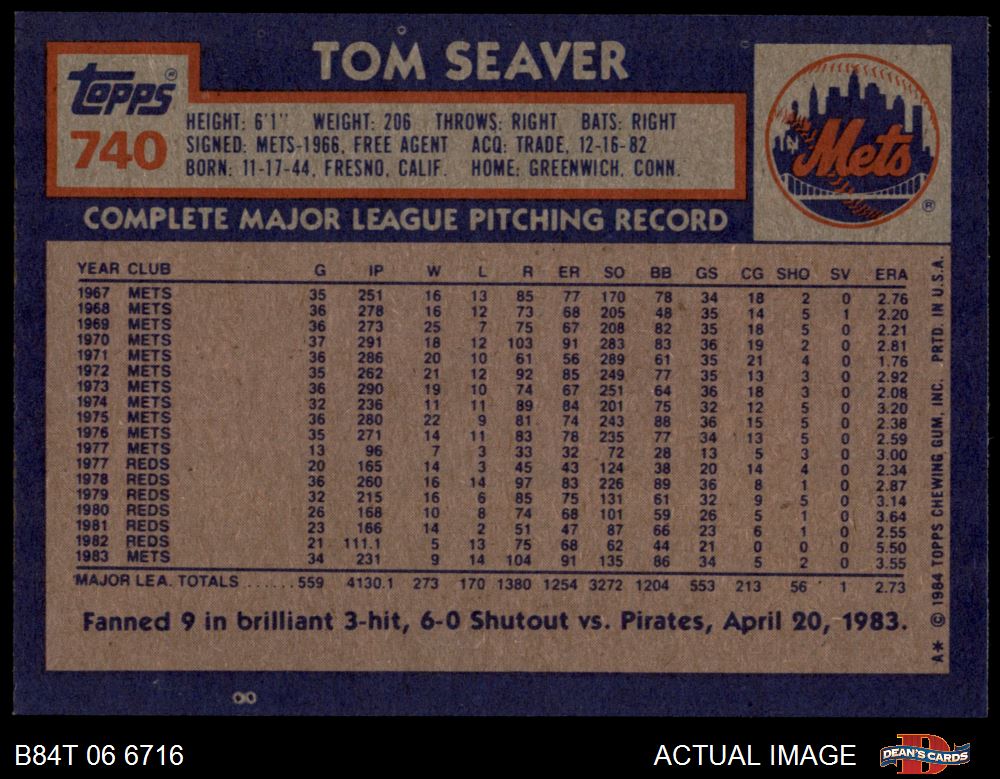 TOM SEAVER
Topps®
740
HEIGHT: 6'1" WEIGHT: 206 THROWS: RIGHT BATS: RIGHT
SIGNED: METS-1966, FREE AGENT ACQ: TRADE, 12-16-82
BORN: 11-17-44, FRESNO, CALIF. HOME: GREENWICH, CONN.
Mets
®
COMPLETE MAJOR LEAGUE PITCHING RECORD
YEAR CLUB G IP W L R ER SO BB GS CG SHO SV ERA
1967 METS 35 251 16 13 85 77 170 78 34 18 2 0 2.76
1968 METS 36 278 16 12 73 68 205 48 35 14 5 1 2.20
1969 METS 36 273 25 7 75 67 208 82 35 18 5 0 2.21
1970 METS 37 291 18 12 103 91 283 83 36 19 2 0 2.81
1971 METS 36 286 20 10 61 56 289 61 35 21 4 0 1.76
1972 METS 35 262 21 12 92 85 249 77 35 13 3 0 2.92
1973 METS 36 290 19 10 74 67 251 64 36 18 3 0 2.08
1974 METS 32 236 11 11 89 84 201 75 32 12 5 0 3.20
1975 METS 36 280 22 9 81 74 243 88 36 15 5 0 2.38
1976 METS 35 271 14 11 83 78 235 77 34 13 5 0 2.59
1977 METS 13 96 7 3 33 32 72 28 13 5 3 0 3.00
1977 REDS 20 165 14 3 45 43 124 38 20 14 4 0 2.34
1978 REDS 36 260 16 14 97 83 226 89 36 8 1 0 2.87
1979 REDS 32 215 16 6 85 75 131 61 32 9 5 0 3.14
1980 REDS 26 168 10 8 74 68 101 59 26 5 1 0 3.64
1981 REDS 23 166 14 2 51 47 87 66 23 6 1 0 2.55
1982 REDS 21 111.1 5 13 75 68 62 44 21 0 0 0 5.50
1983 METS 34 231 9 14 104 91 135 86 34 5 2 0 3.55
MAJOR LEA. TOTALS ...... 559 4130.1 273 170 1380 1254 3272 1204 553 213 56 1 2.73
Fanned 9 in brilliant 3-hit, 6-0 Shutout vs. Pirates, April 20, 1983.
A* © 1984 TOPPS CHEWING GUM, INC. PRTD. IN U.S.A.
B84T 06 6716
ACTUAL IMAGE
DEAN'S CARDS